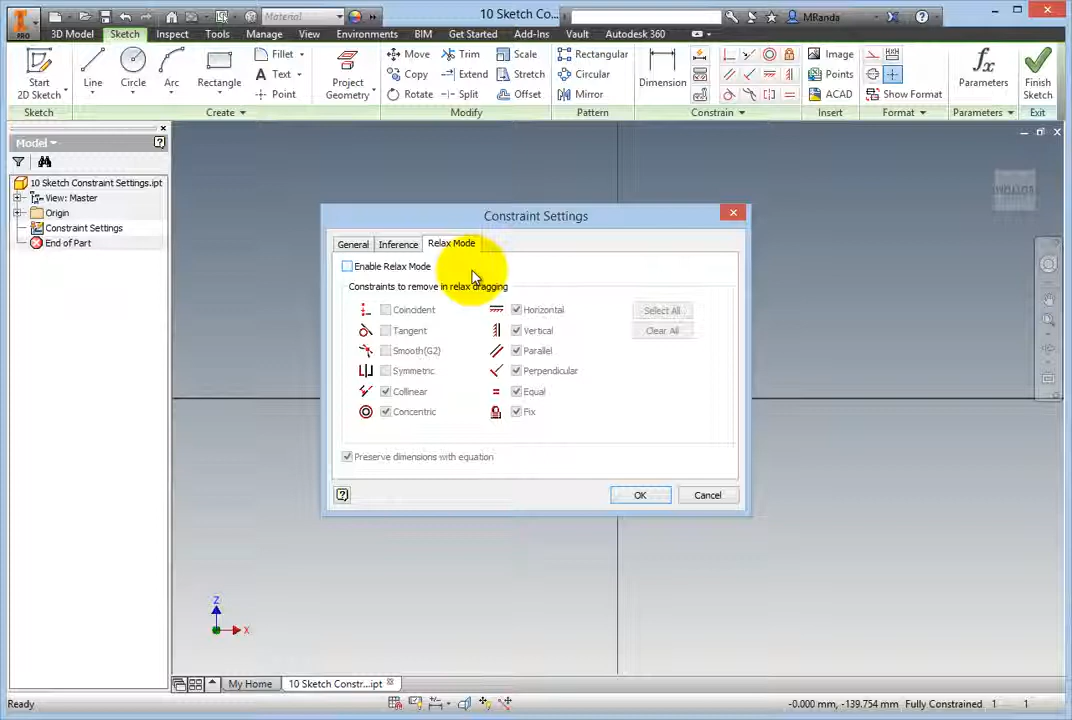 PRO
Material
10 Sketch Co...
MRanda
3D Model Sketch Inspect Tools Manage View Environments BIM Get Started Add-Ins Vault Autodesk 360
Start
2D Sketch
Line Circle Arc Rectangle
Fillet
Text
Point
Project
Geometry
Move Trim Scale
Copy Extend Stretch
Rotate Split Offset
Rectangular
Circular
Mirror
Dimension
Image
Points
ACAD
Show Format
Parameters
Finish
Sketch
Sketch Create Modify Pattern Constrain Insert Format Parameters Exit
Model
10 Sketch Constraint Settings.ipt
View: Master
Origin
Constraint Settings
End of Part
BOTTOM
Constraint Settings
General Inference Relax Mode
Enable Relax Mode
Constraints to remove in relax dragging
Coincident Horizontal Select All
Tangent Vertical Clear All
Smooth(G2) Parallel
Symmetric Perpendicular
Collinear Equal
Concentric Fix
Preserve dimensions with equation
OK Cancel
Z
X
My Home 10 Sketch Constr...ipt
Ready -0.000 mm, -139.754 mm Fully Constrained 1 1